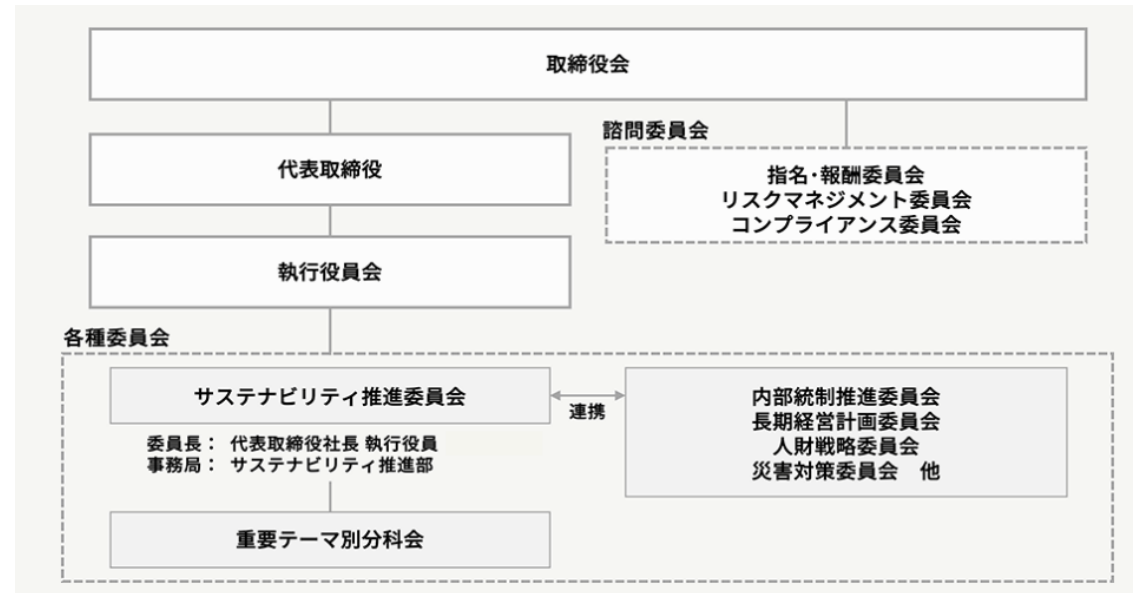 取締役会
諮問委員会
代表取締役
指名･報酬委員会
リスクマネジメント委員会
コンプライアンス委員会
執行役員会
各種委員会
サステナビリティ推進委員会
連携
内部統制推進委員会
長期経営計画委員会
人財戦略委員会
災害対策委員会　他
委員長： 代表取締役社長 執行役員
事務局： サステナビリティ推進部
重要テーマ別分科会